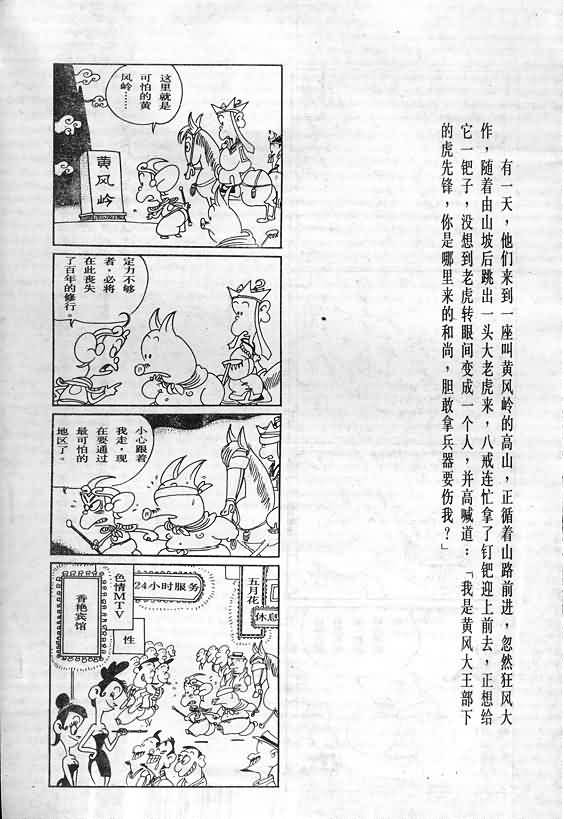 有一天，他们来到一座叫黄风岭的高山，正循着山路前进，忽然狂风大
作，随着由山坡后跳出一头大老虎来，八戒连忙拿了钉钯迎上前去，正想给
它一钯子，没想到老虎转眼间变成一个人，并高喊道：「我是黄风大王部下
的虎先锋，你是哪里来的和尚，胆敢拿兵器要伤我？」
这里就是
可怕的黄
风岭……
黄风岭
定力不够
者，必将
在此丧失
了百年的修行。
小心跟着
我走，现
在要通过
最可怕的
地区了。
香艳宾馆
色情MTV
性
24小时服务
五月花
休息